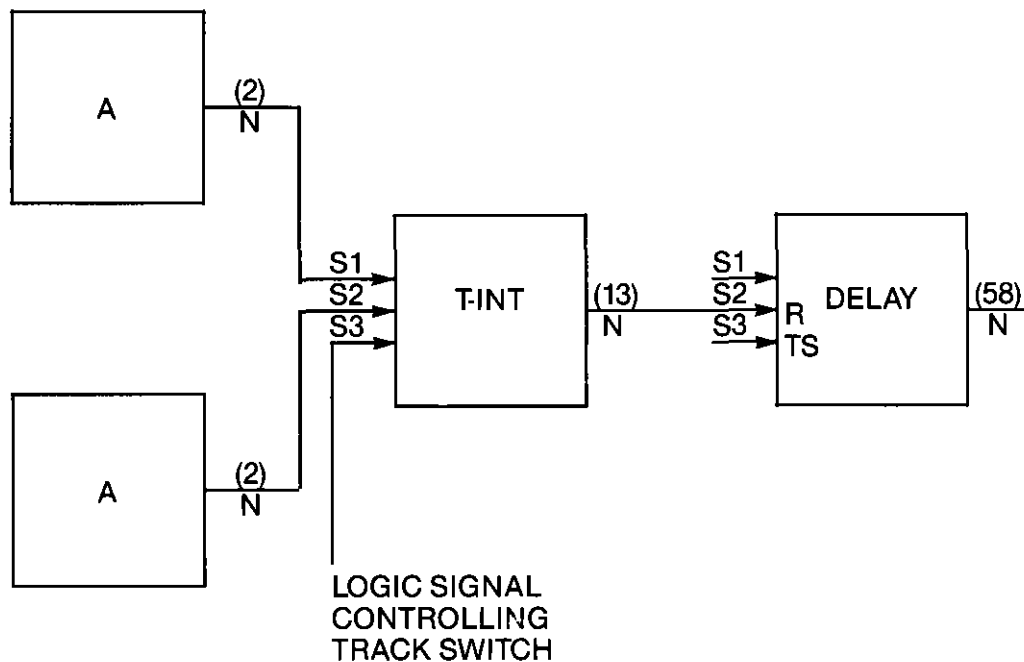 A
(2)
N
S1
S2
S3
T-INT
(13)
N
S1
S2
S3
R
TS
DELAY
(58)
N
A
(2)
N
LOGIC SIGNAL
CONTROLLING
TRACK SWITCH